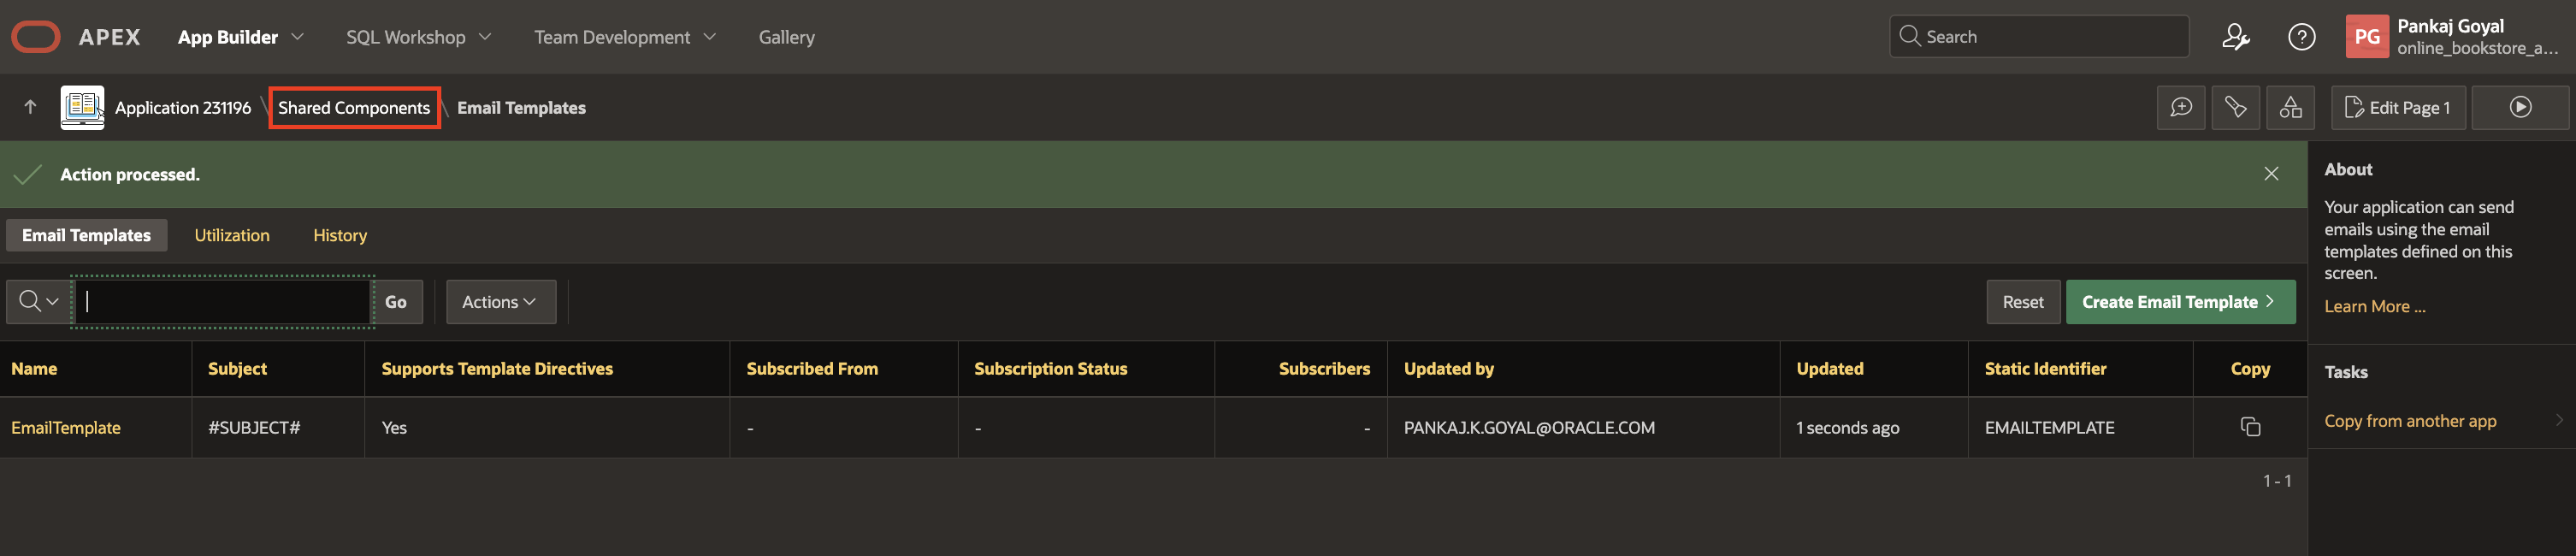 APEX App Builder SQL Workshop Team Development Gallery Search PG Pankaj Goyal
online_bookstore_a...
Application 231196 \ Shared Components \ Email Templates Edit Page 1
Action processed.
Email Templates Utilization History
Go Actions Reset Create Email Template >
Name Subject Supports Template Directives Subscribed From Subscription Status Subscribers Updated by Updated Static Identifier Copy
EmailTemplate #SUBJECT# Yes - - - PANKAJ.K.GOYAL@ORACLE.COM 1 seconds ago EMAILTEMPLATE
1 - 1
About
Your application can send
emails using the email
templates defined on this
screen.
Learn More ...
Tasks
Copy from another app